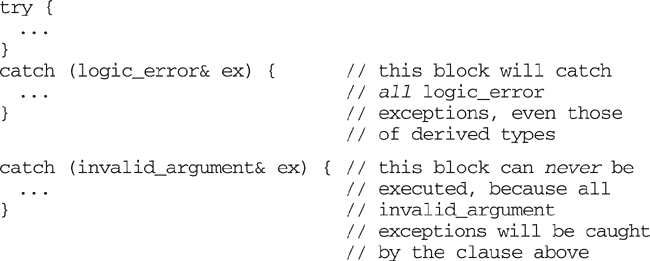 try {
  ...
}
catch (logic_error& ex) {      // this block will catch
  ...                          // all logic_error
}                              // exceptions, even those
                               // of derived types
catch (invalid_argument& ex) { // this block can never be
  ...                          // executed, because all
}                              // invalid_argument
                               // exceptions will be caught
                               // by the clause above